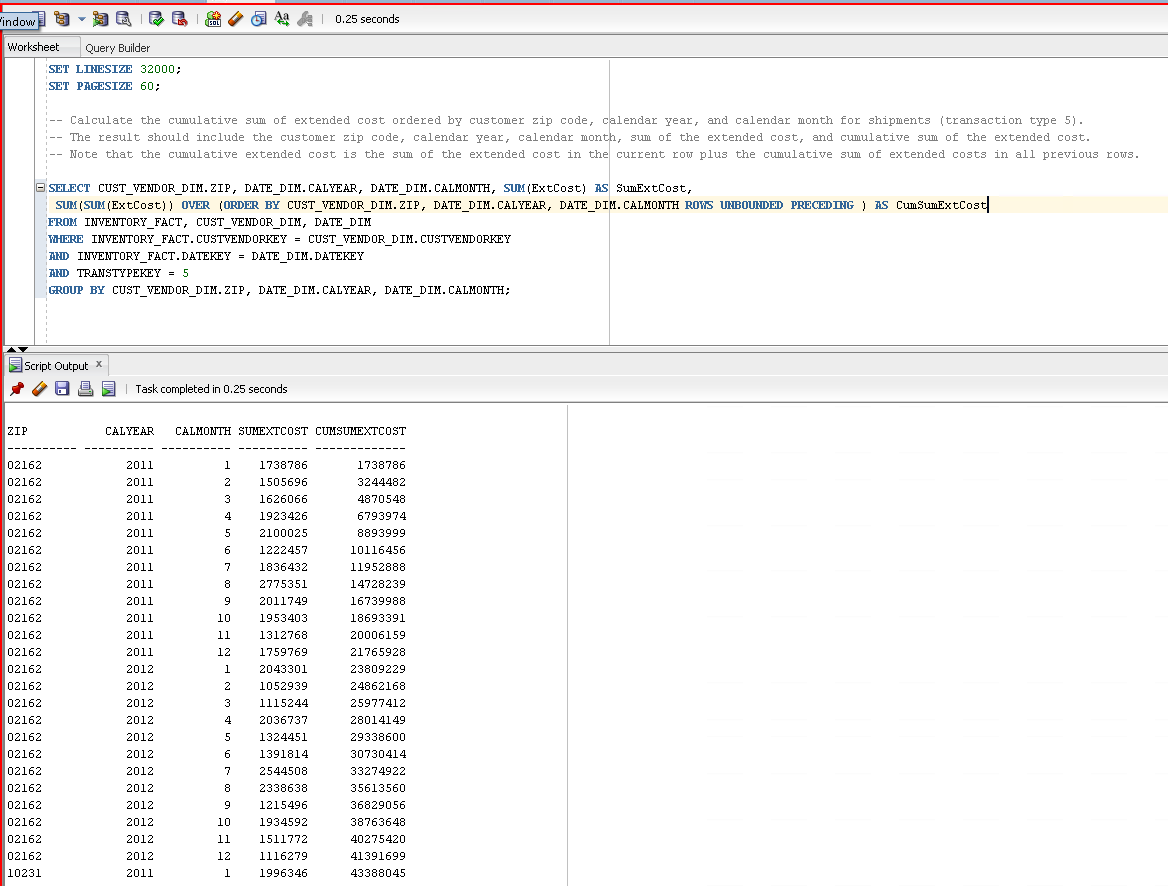 Window
SQL
Aa
0.25 seconds
Worksheet
Query Builder
SET LINESIZE 32000;
SET PAGESIZE 60;
-- Calculate the cumulative sum of extended cost ordered by customer zip code, calendar year, and calendar month for shipments (transaction type 5).
-- The result should include the customer zip code, calendar year, calendar month, sum of the extended cost, and cumulative sum of the extended cost.
-- Note that the cumulative extended cost is the sum of the extended cost in the current row plus the cumulative sum of extended costs in all previous rows.
SELECT CUST_VENDOR_DIM.ZIP, DATE_DIM.CALYEAR, DATE_DIM.CALMONTH, SUM(ExtCost) AS SumExtCost,
SUM(SUM(ExtCost)) OVER (ORDER BY CUST_VENDOR_DIM.ZIP, DATE_DIM.CALYEAR, DATE_DIM.CALMONTH ROWS UNBOUNDED PRECEDING ) AS CumSumExtCost
FROM INVENTORY_FACT, CUST_VENDOR_DIM, DATE_DIM
WHERE INVENTORY_FACT.CUSTVENDORKEY = CUST_VENDOR_DIM.CUSTVENDORKEY
AND INVENTORY_FACT.DATEKEY = DATE_DIM.DATEKEY
AND TRANSTYPEKEY = 5
GROUP BY CUST_VENDOR_DIM.ZIP, DATE_DIM.CALYEAR, DATE_DIM.CALMONTH;
Script Output x
Task completed in 0.25 seconds
ZIP CALYEAR CALMONTH SUMEXTCOST CUMSUMEXTCOST
---------- ---------- ---------- ---------- -------------
02162 2011 1 1738786 1738786
02162 2011 2 1505696 3244482
02162 2011 3 1626066 4870548
02162 2011 4 1923426 6793974
02162 2011 5 2100025 8893999
02162 2011 6 1222457 10116456
02162 2011 7 1836432 11952888
02162 2011 8 2775351 14728239
02162 2011 9 2011749 16739988
02162 2011 10 1953403 18693391
02162 2011 11 1312768 20006159
02162 2011 12 1759769 21765928
02162 2012 1 2043301 23809229
02162 2012 2 1052939 24862168
02162 2012 3 1115244 25977412
02162 2012 4 2036737 28014149
02162 2012 5 1324451 29338600
02162 2012 6 1391814 30730414
02162 2012 7 2544508 33274922
02162 2012 8 2338638 35613560
02162 2012 9 1215496 36829056
02162 2012 10 1934592 38763648
02162 2012 11 1511772 40275420
02162 2012 12 1116279 41391699
10231 2011 1 1996346 43388045